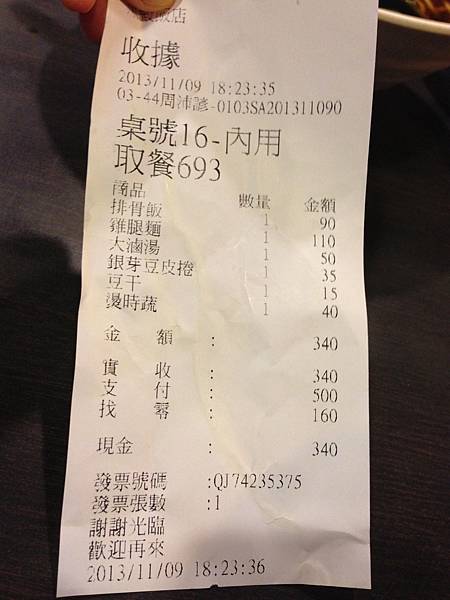 飯店
收據
2013/11/09 18:23:35
03-44周沛諺-0103SA201311090
桌號16-內用
取餐693
商品 數量 金額
排骨飯 1 90
雞腿麵 1 110
大滷湯 1 50
銀芽豆皮捲 1 35
豆干 1 15
燙時蔬 1 40
金額 : 340
實收 : 340
支付 : 500
找零 : 160
現金 : 340
發票號碼 :QJ74235375
發票張數 :1
謝謝光臨
歡迎再來
2013/11/09 18:23:36